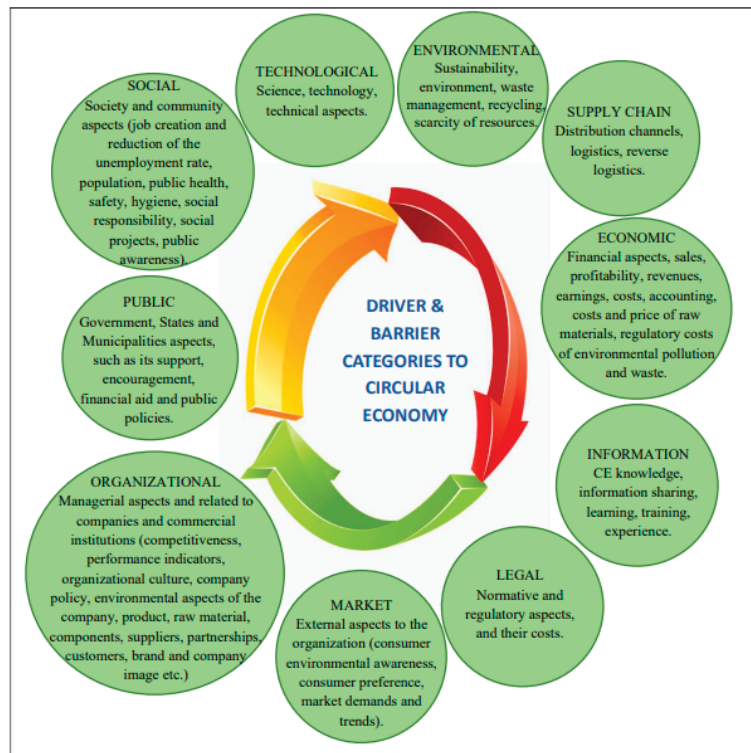 ENVIRONMENTAL
Sustainability,
environment, waste
management, recycling,
scarcity of resources.
TECHNOLOGICAL
Science, technology,
technical aspects.
SOCIAL
Society and community
aspects (job creation and
reduction of the
unemployment rate,
population, public health,
safety, hygiene, social
responsibility, social
projects, public
awareness).
SUPPLY CHAIN
Distribution channels,
logistics, reverse
logistics.
ECONOMIC
Financial aspects, sales,
profitability, revenues,
earnings, costs, accounting,
costs and price of raw
materials, regulatory costs
of environmental pollution
and waste.
PUBLIC
Government, States and
Municipalities aspects,
such as its support,
encouragement,
financial aid and public
policies.
DRIVER &
BARRIER
CATEGORIES TO
CIRCULAR
ECONOMY
INFORMATION
CE knowledge,
information sharing,
learning, training,
experience.
ORGANIZATIONAL
Managerial aspects and related to
companies and commercial
institutions (competitiveness,
performance indicators,
organizational culture, company
policy, environmental aspects of the
company, product, raw material,
components, suppliers, partnerships,
customers, brand and company
image etc.)
LEGAL
Normative and
regulatory aspects,
and their costs.
MARKET
External aspects to the
organization (consumer
environmental awareness,
consumer preference,
market demands and
trends).